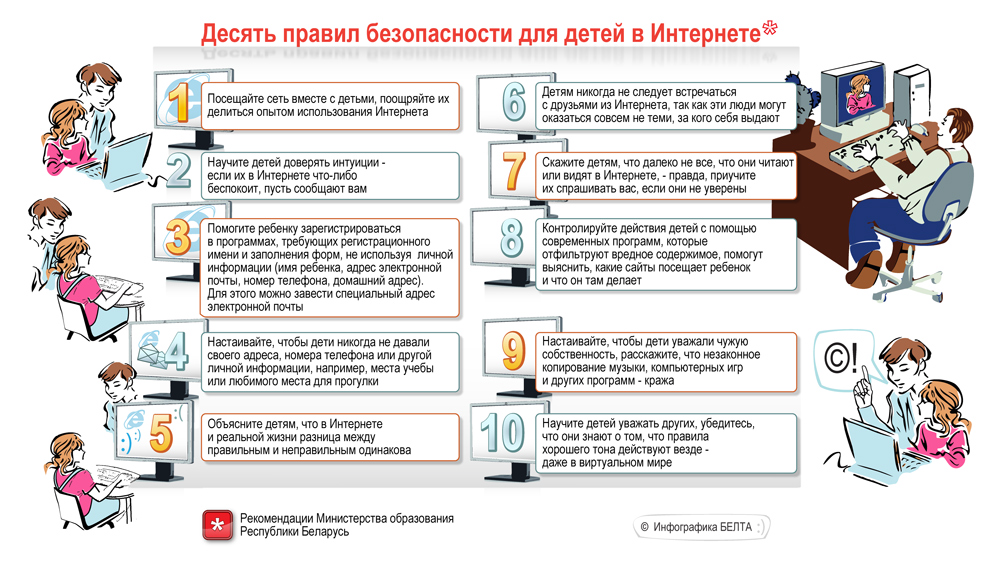 Десять правил безопасности для детей в Интернете*
1
Посещайте сеть вместе с детьми, поощряйте их
делиться опытом использования Интернета
2
Научите детей доверять интуиции -
если их в Интернете что-либо
беспокоит, пусть сообщают вам
3
Помогите ребенку зарегистрироваться
в программах, требующих регистрационного
имени и заполнения форм, не используя личной
информации (имя ребенка, адрес электронной
почты, номер телефона, домашний адрес).
Для этого можно завести специальный адрес
электронной почты
4
Настаивайте, чтобы дети никогда не давали
своего адреса, номера телефона или другой
личной информации, например, места учебы
или любимого места для прогулки
5
:) :( ;)
Объясните детям, что в Интернете
и реальной жизни разница между
правильным и неправильным одинакова
6
Детям никогда не следует встречаться
с друзьями из Интернета, так как эти люди могут
оказаться совсем не теми, за кого себя выдают
7
Скажите детям, что далеко не все, что они читают
или видят в Интернете, - правда, приучите
их спрашивать вас, если они не уверены
8
Контролируйте действия детей с помощью
современных программ, которые
отфильтруют вредное содержимое, помогут
выяснить, какие сайты посещает ребенок
и что он там делает
9
Настаивайте, чтобы дети уважали чужую
собственность, расскажите, что незаконное
копирование музыки, компьютерных игр
и других программ - кража
10
Научите детей уважать других, убедитесь,
что они знают о том, что правила
хорошего тона действуют везде -
даже в виртуальном мире
©!
* Рекомендации Министерства образования
Республики Беларусь
© Инфографика БЕЛТА :)